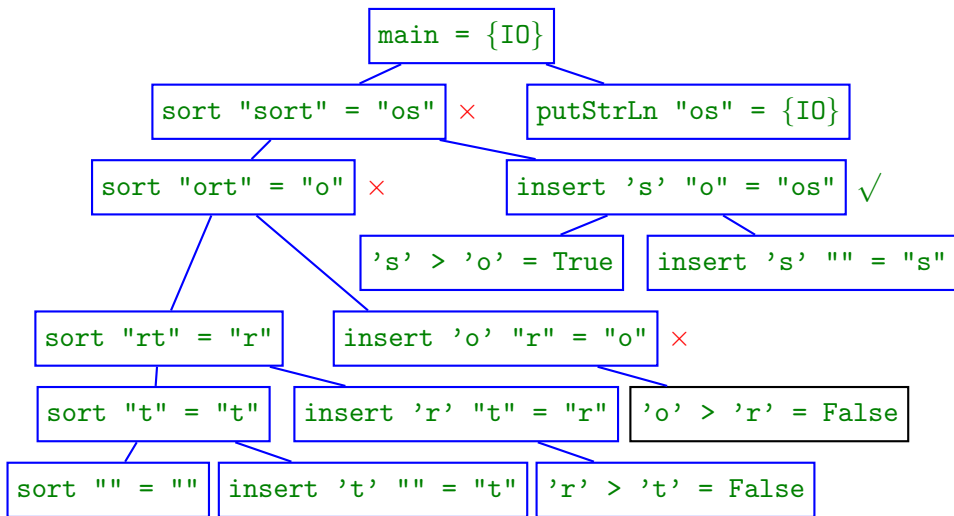 main = {IO}
sort "sort" = "os" × putStrLn "os" = {IO}
sort "ort" = "o" × insert 's' "o" = "os" √
's' > 'o' = True insert 's' "" = "s"
sort "rt" = "r" insert 'o' "r" = "o" ×
sort "t" = "t" insert 'r' "t" = "r" 'o' > 'r' = False
sort "" = "" insert 't' "" = "t" 'r' > 't' = False